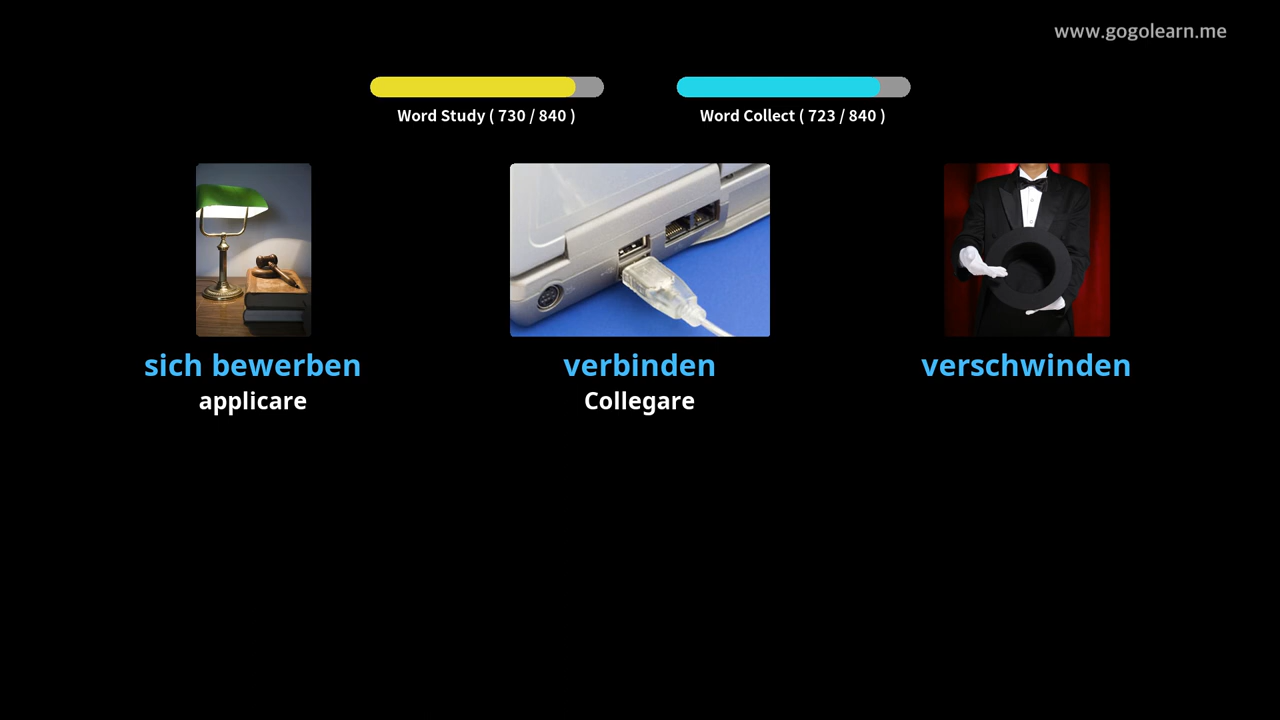 www.gogolearn.me
Word Study ( 730 / 840 )
Word Collect ( 723 / 840 )
sich bewerben
applicare
verbinden
Collegare
verschwinden